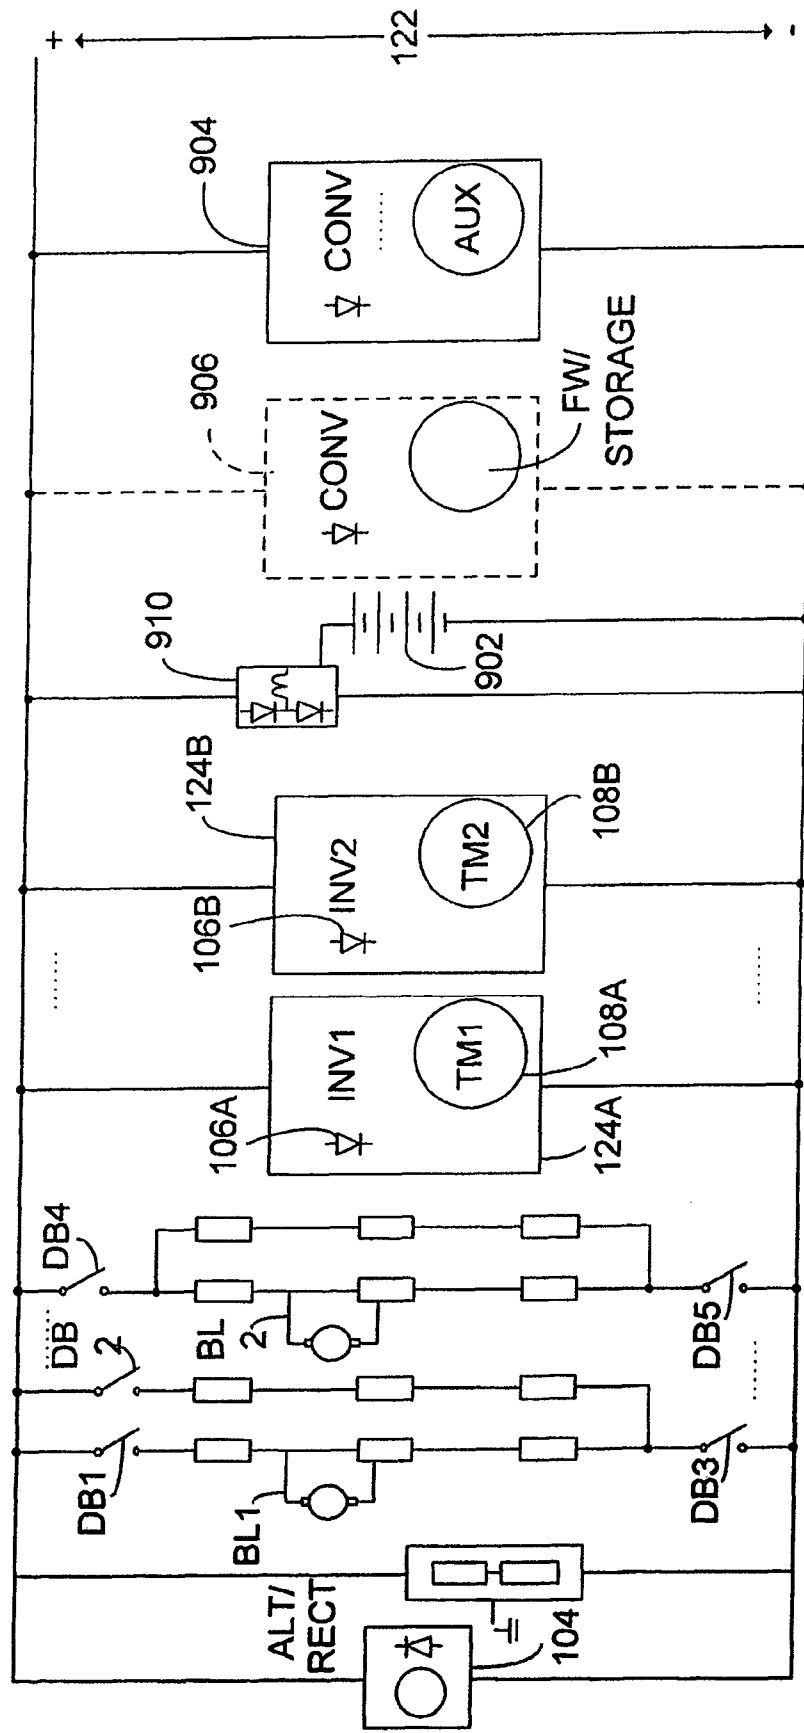 +
122
-
904
CONV
AUX
906
CONV
FW/
STORAGE
910
902
124B
INV2
106B
TM2
108B
INV1
106A
TM1
108A
124A
DB4
DB
2
DB1
BL
2
BL1
DB5
DB3
ALT/
RECT
104